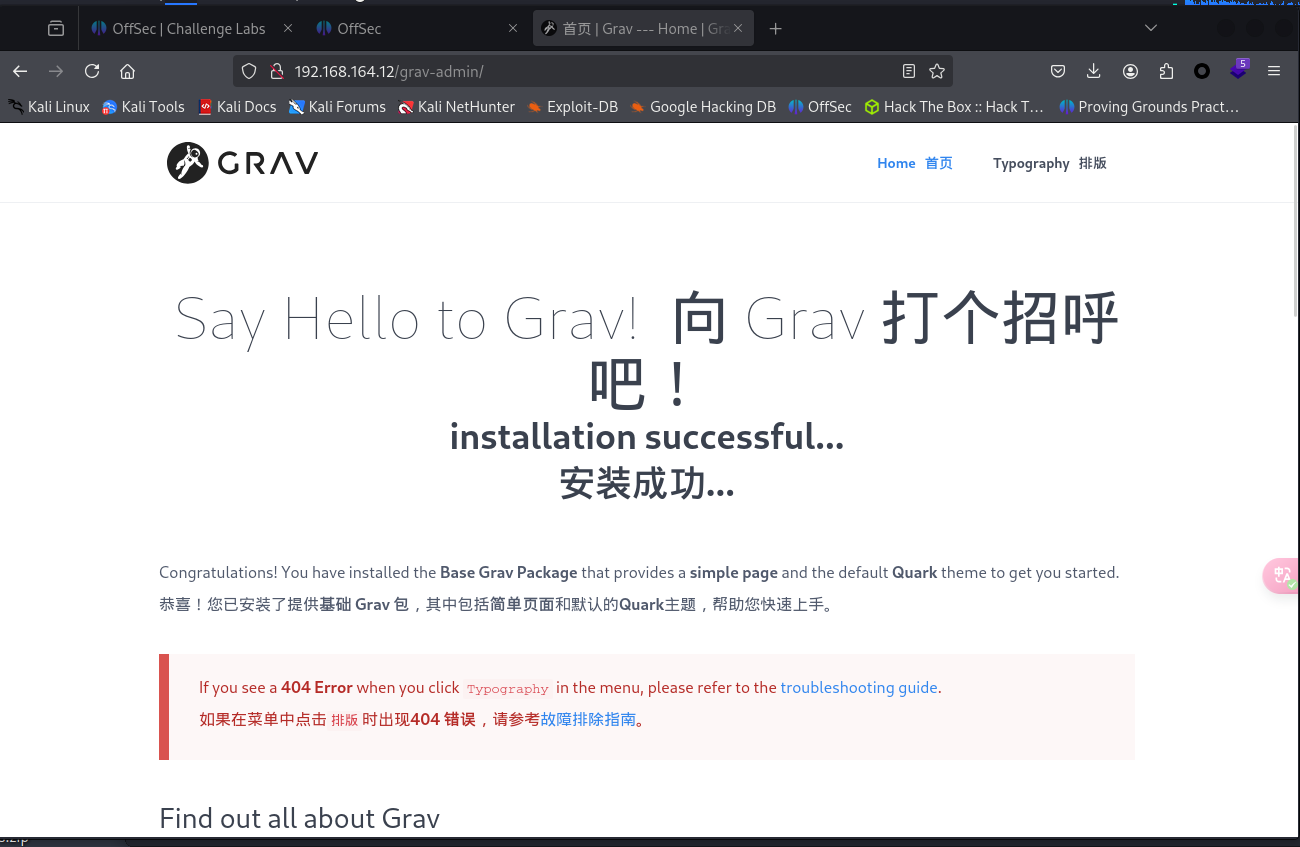 OffSec | Challenge Labs
OffSec
首页 | Grav --- Home | Gra
192.168.164.12/grav-admin/
5
Kali Linux
Kali Tools
Kali Docs
Kali Forums
Kali NetHunter
Exploit-DB
Google Hacking DB
OffSec
Hack The Box :: Hack T…
Proving Grounds Pract…
GRAV
Home 首页
Typography 排版
Say Hello to Grav! 向 Grav 打个招呼
吧！
installation successful...
安装成功...
Congratulations! You have installed the Base Grav Package that provides a simple page and the default Quark theme to get you started.
恭喜！您已安装了提供基础 Grav 包，其中包括简单页面和默认的Quark主题，帮助您快速上手。
If you see a 404 Error when you click Typography in the menu, please refer to the troubleshooting guide.
如果在菜单中点击 排版 时出现404 错误，请参考故障排除指南。
Find out all about Grav